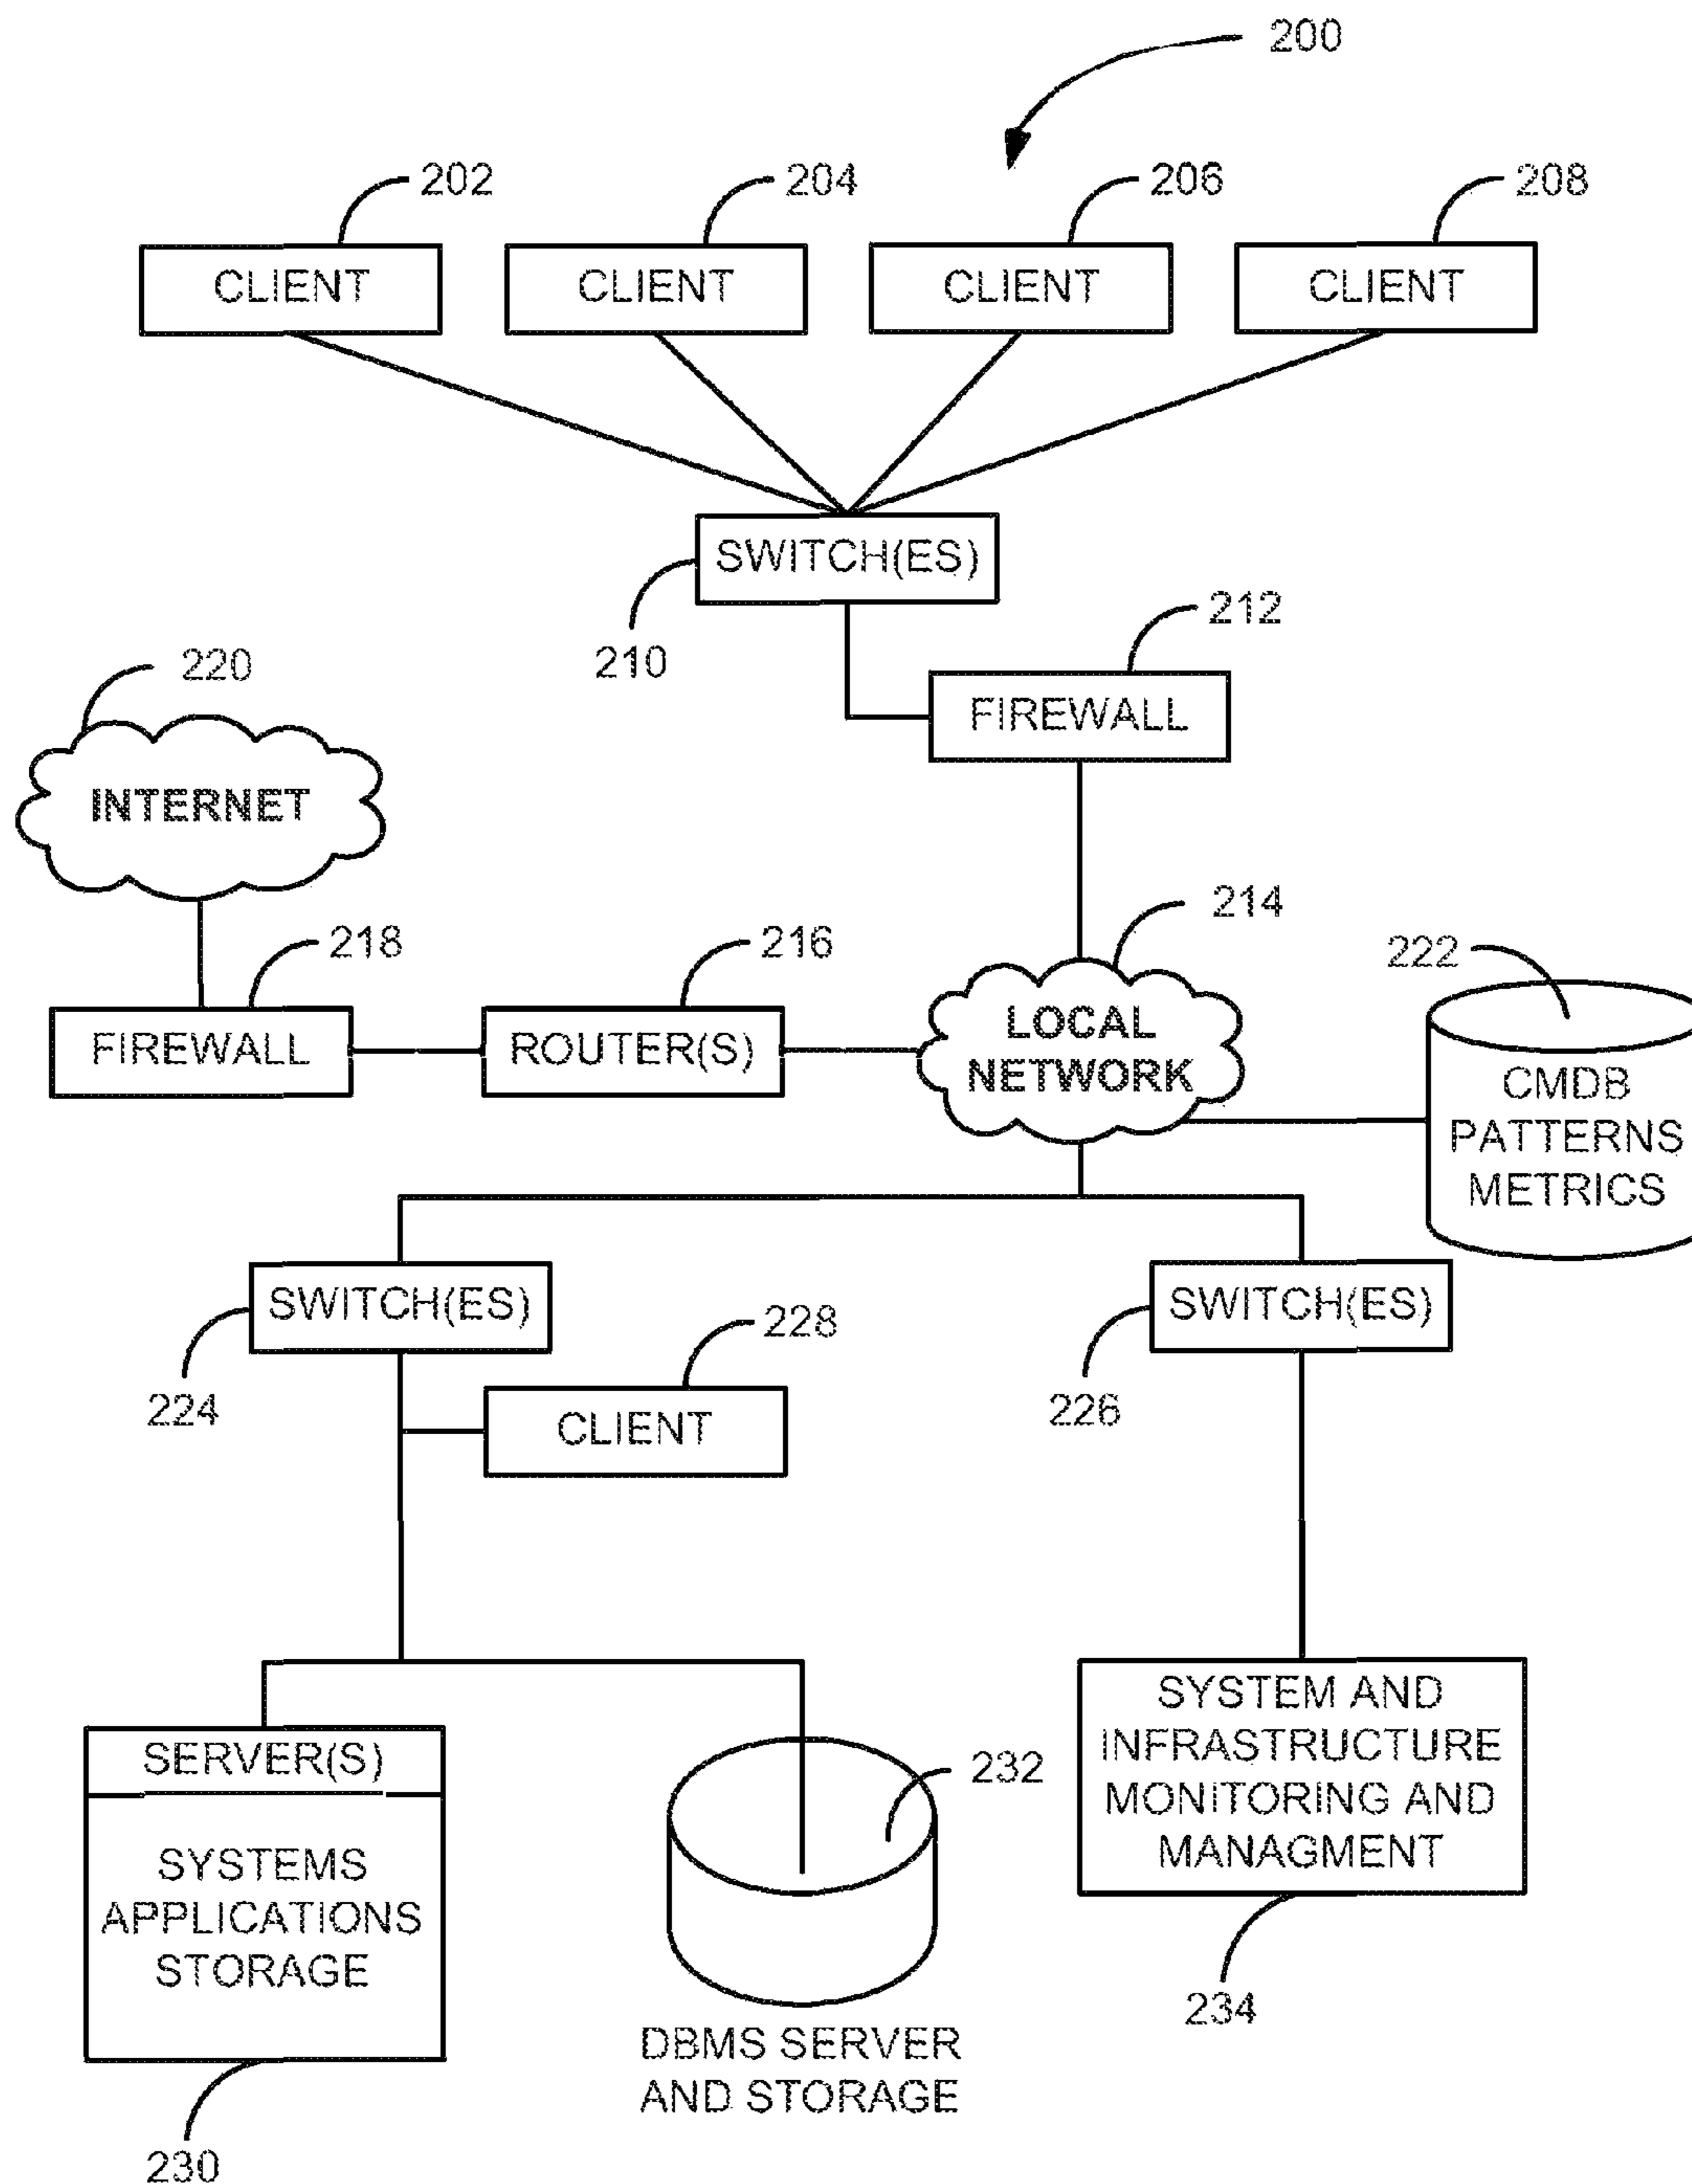 200
202
204
206
208
CLIENT
CLIENT
CLIENT
CLIENT
SWITCH(ES)
210
212
FIREWALL
220
INTERNET
218
FIREWALL
216
ROUTER(S)
214
LOCAL
NETWORK
222
CMDB
PATTERNS
METRICS
SWITCH(ES)
224
228
CLIENT
SWITCH(ES)
226
SERVER(S)
SYSTEMS
APPLICATIONS
STORAGE
230
232
DBMS SERVER
AND STORAGE
SYSTEM AND
INFRASTRUCTURE
MONITORING AND
MANAGMENT
234